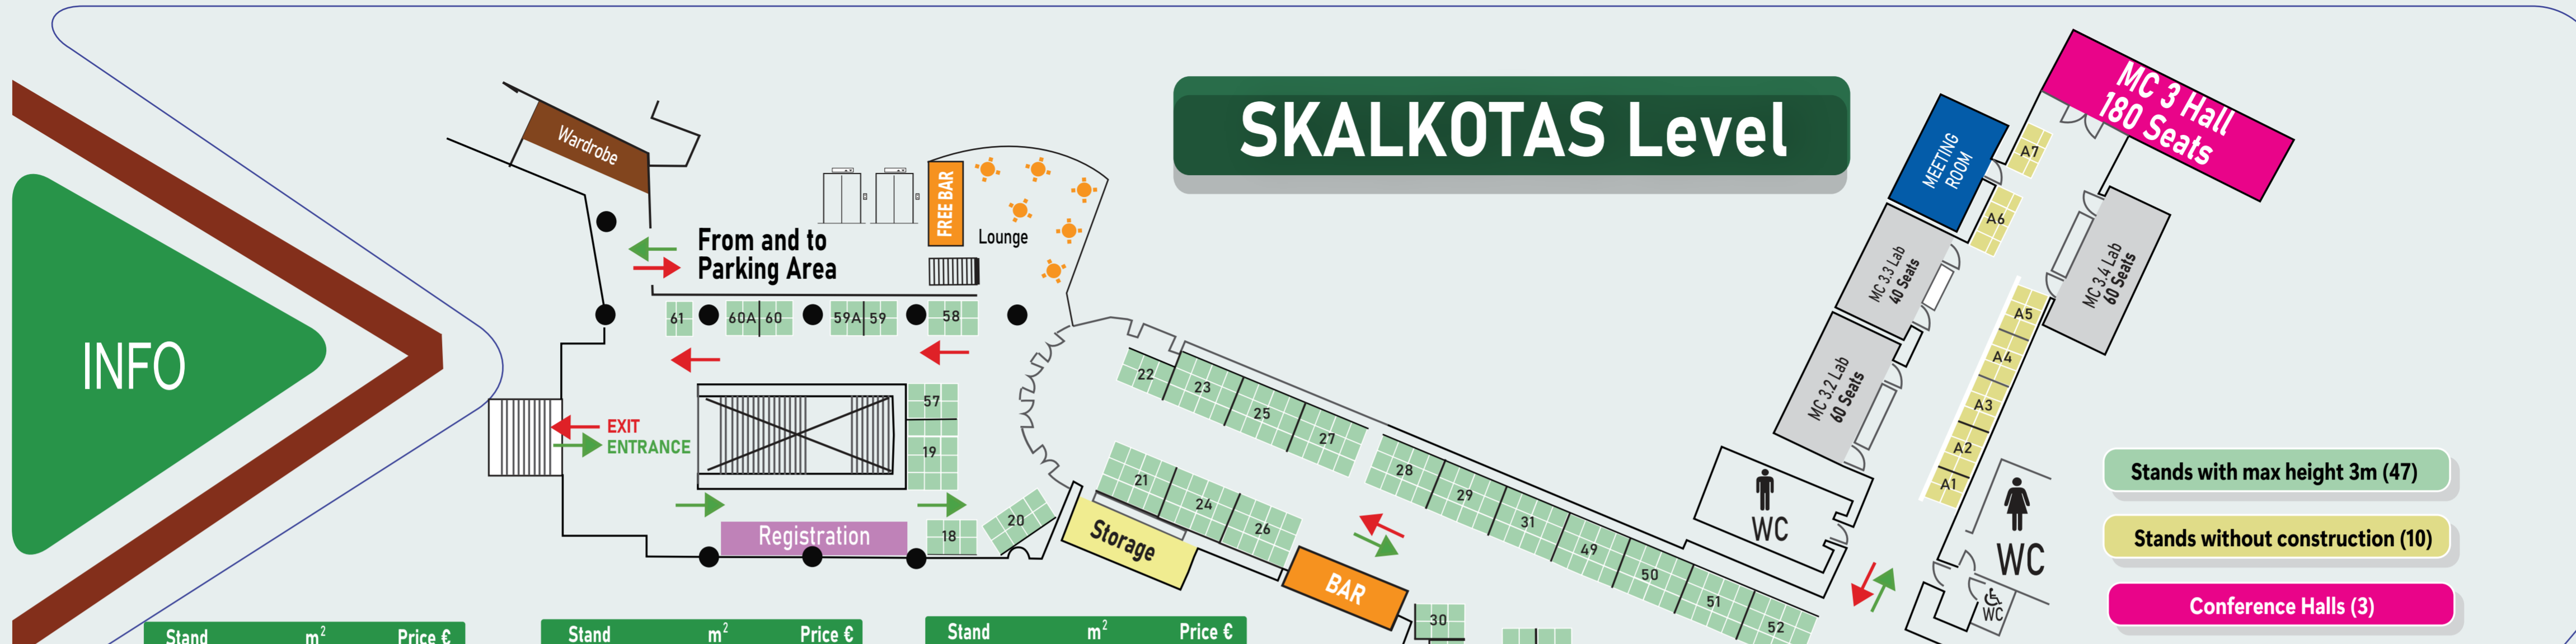 SKALKOTAS Level
MC 3 Hall
180 Seats
Wardrobe
MEETING
ROOM
A7
A6
FREE BAR
Lounge
From and to
Parking Area
MC 3.3 Lab
40 Seats
MC 3.4 Lab
60 Seats
61
60A
60
59A
59
58
A5
A4
A3
A2
A1
INFO
22
23
25
27
MC 3.2 Lab
60 Seats
57
19
EXIT
ENTRANCE
28
29
31
49
50
51
52
21
24
26
20
18
Registration
Storage
BAR
30
WC
WC
WC
Stands with max height 3m (47)
Stands without construction (10)
Conference Halls (3)
Stand m² Price €
Stand m² Price €
Stand m² Price €